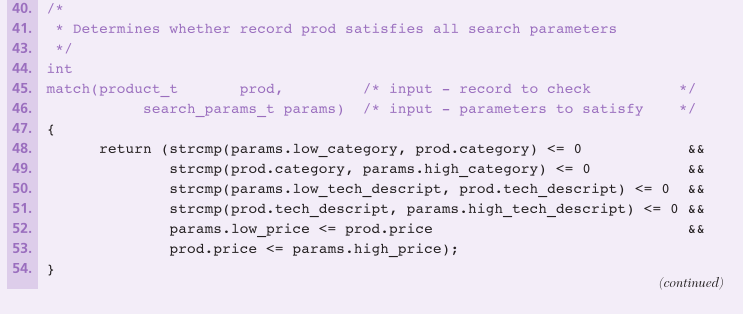 40. /*
41.  * Determines whether record prod satisfies all search parameters
43.  */
44. int
45. match(product_t       prod,         /* input - record to check         */
46.           search_params_t params)  /* input - parameters to satisfy    */
47. {
48.       return (strcmp(params.low_category, prod.category) <= 0            &&
49.               strcmp(prod.category, params.high_category) <= 0           &&
50.               strcmp(params.low_tech_descript, prod.tech_descript) <= 0  &&
51.               strcmp(prod.tech_descript, params.high_tech_descript) <= 0 &&
52.               params.low_price <= prod.price                             &&
53.               prod.price <= params.high_price);
54. }
(continued)